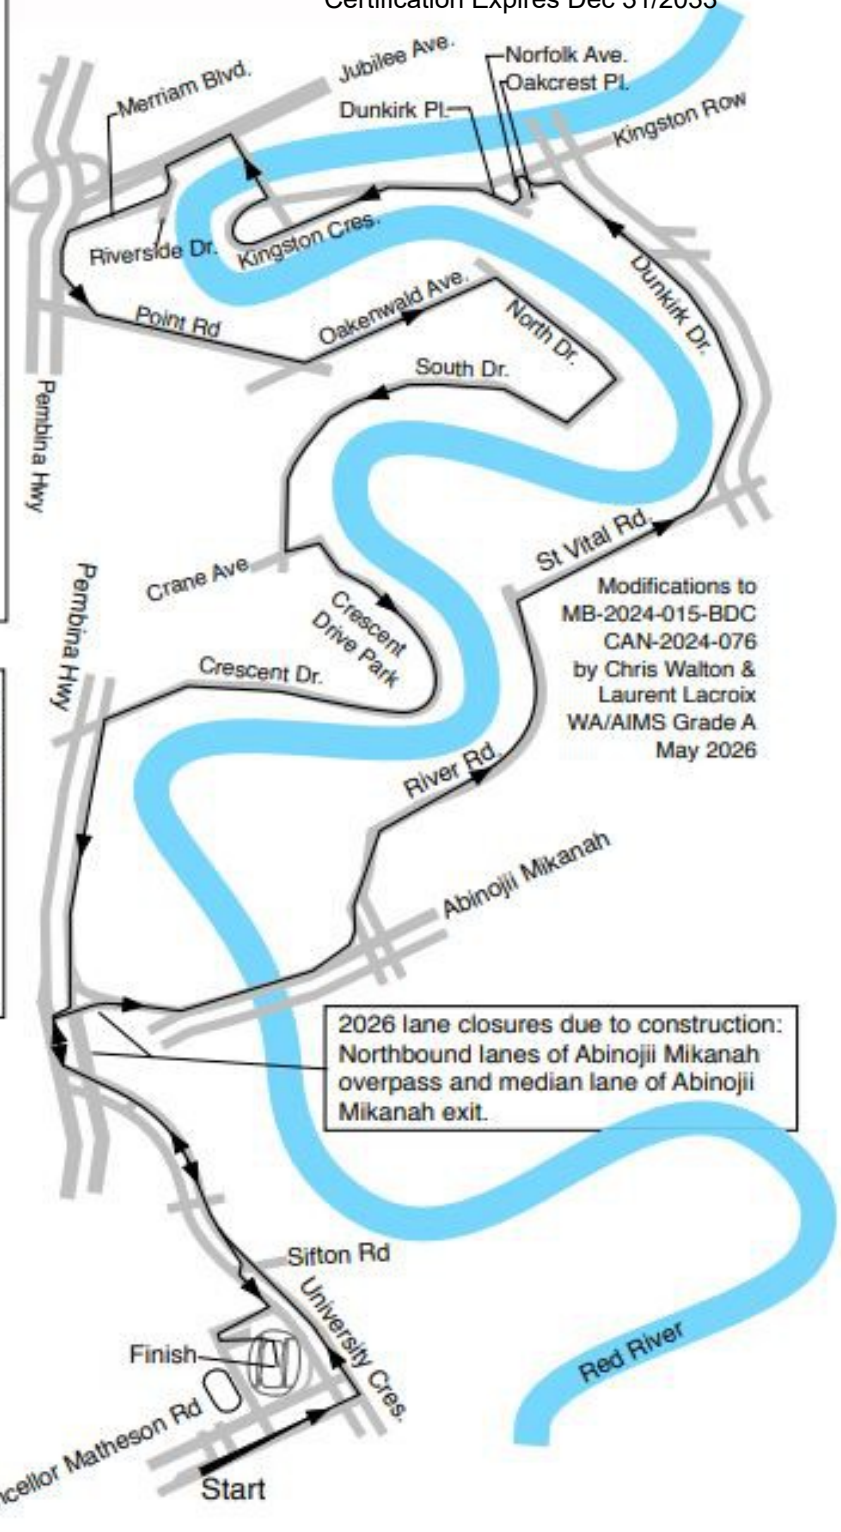 Certification Expires Dec 31/2033
Norfolk Ave.
Jubilee Ave.
Oakcrest Pl.
Merriam Blvd.
Dunkirk Pl.
Kingston Row
Riverside Dr.
Kingston Cres.
Dunkirk Dr.
Point Rd
Oakenwald Ave.
North Dr.
South Dr.
Pembina Hwy
St Vital Rd.
Crane Ave
Crescent
Drive Park
Modifications to
MB-2024-015-BDC
CAN-2024-076
by Chris Walton &
Laurent Lacroix
WA/AIMS Grade A
May 2026
Pembina Hwy
Crescent Dr.
River Rd.
Abinojii Mikanah
2026 lane closures due to construction:
Northbound lanes of Abinojii Mikanah
overpass and median lane of Abinojii
Mikanah exit.
Sifton Rd
University Cres.
Finish
Red River
ncellor Matheson Rd
Start